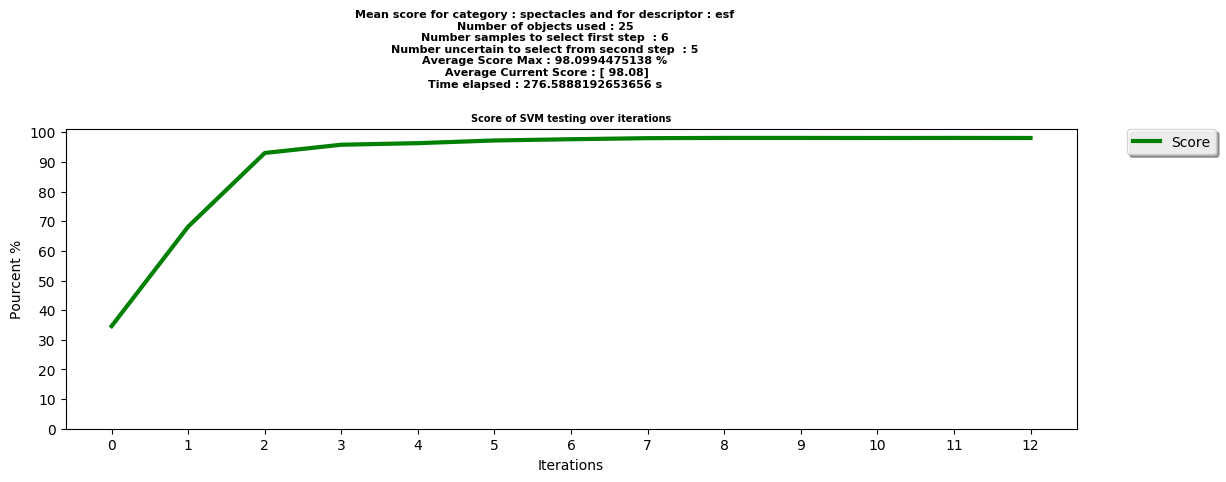 Mean score for category : spectacles and for descriptor : esf
Number of objects used : 25
Number samples to select first step  : 6
Number uncertain to select from second step  : 5
Average Score Max : 98.0994475138 %
Average Current Score : [ 98.08]
Time elapsed : 276.5888192653656 s
Score of SVM testing over iterations
100
90
80
70
60
50
40
30
20
10
0
Pourcent %
0 1 2 3 4 5 6 7 8 9 10 11 12
Iterations
Score